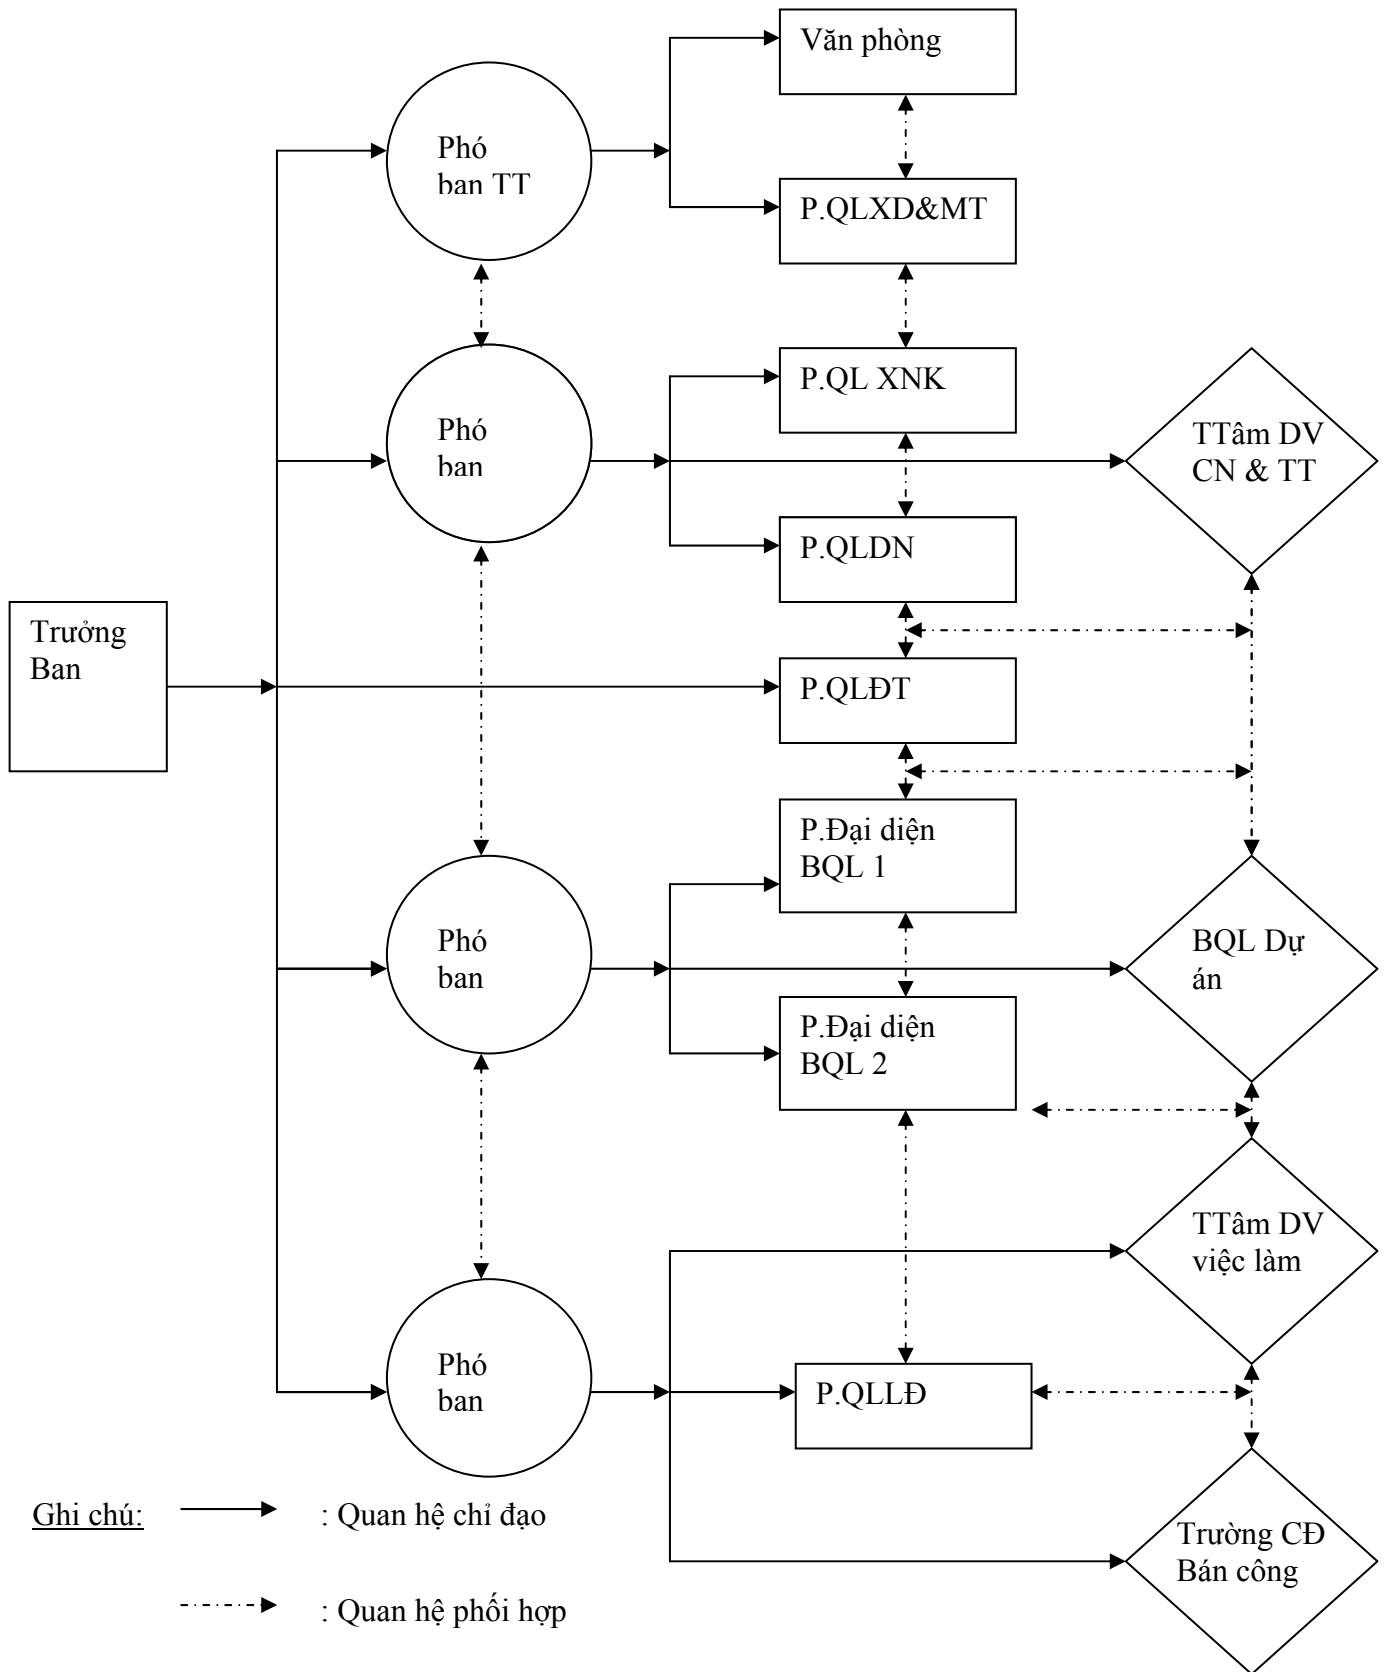 Văn phòng
Phó
ban TT
P.QLXD&MT
P.QL XNK
Phó
ban
TTâm DV
CN & TT
P.QLDN
Trưởng
Ban
P.QLĐT
P.Đại diện
BQL 1
Phó
ban
BQL Dự
án
P.Đại diện
BQL 2
TTâm DV
việc làm
Phó
ban
P.QLLĐ
Ghi chú:
: Quan hệ chỉ đạo
Trường CĐ
Bán công
: Quan hệ phối hợp